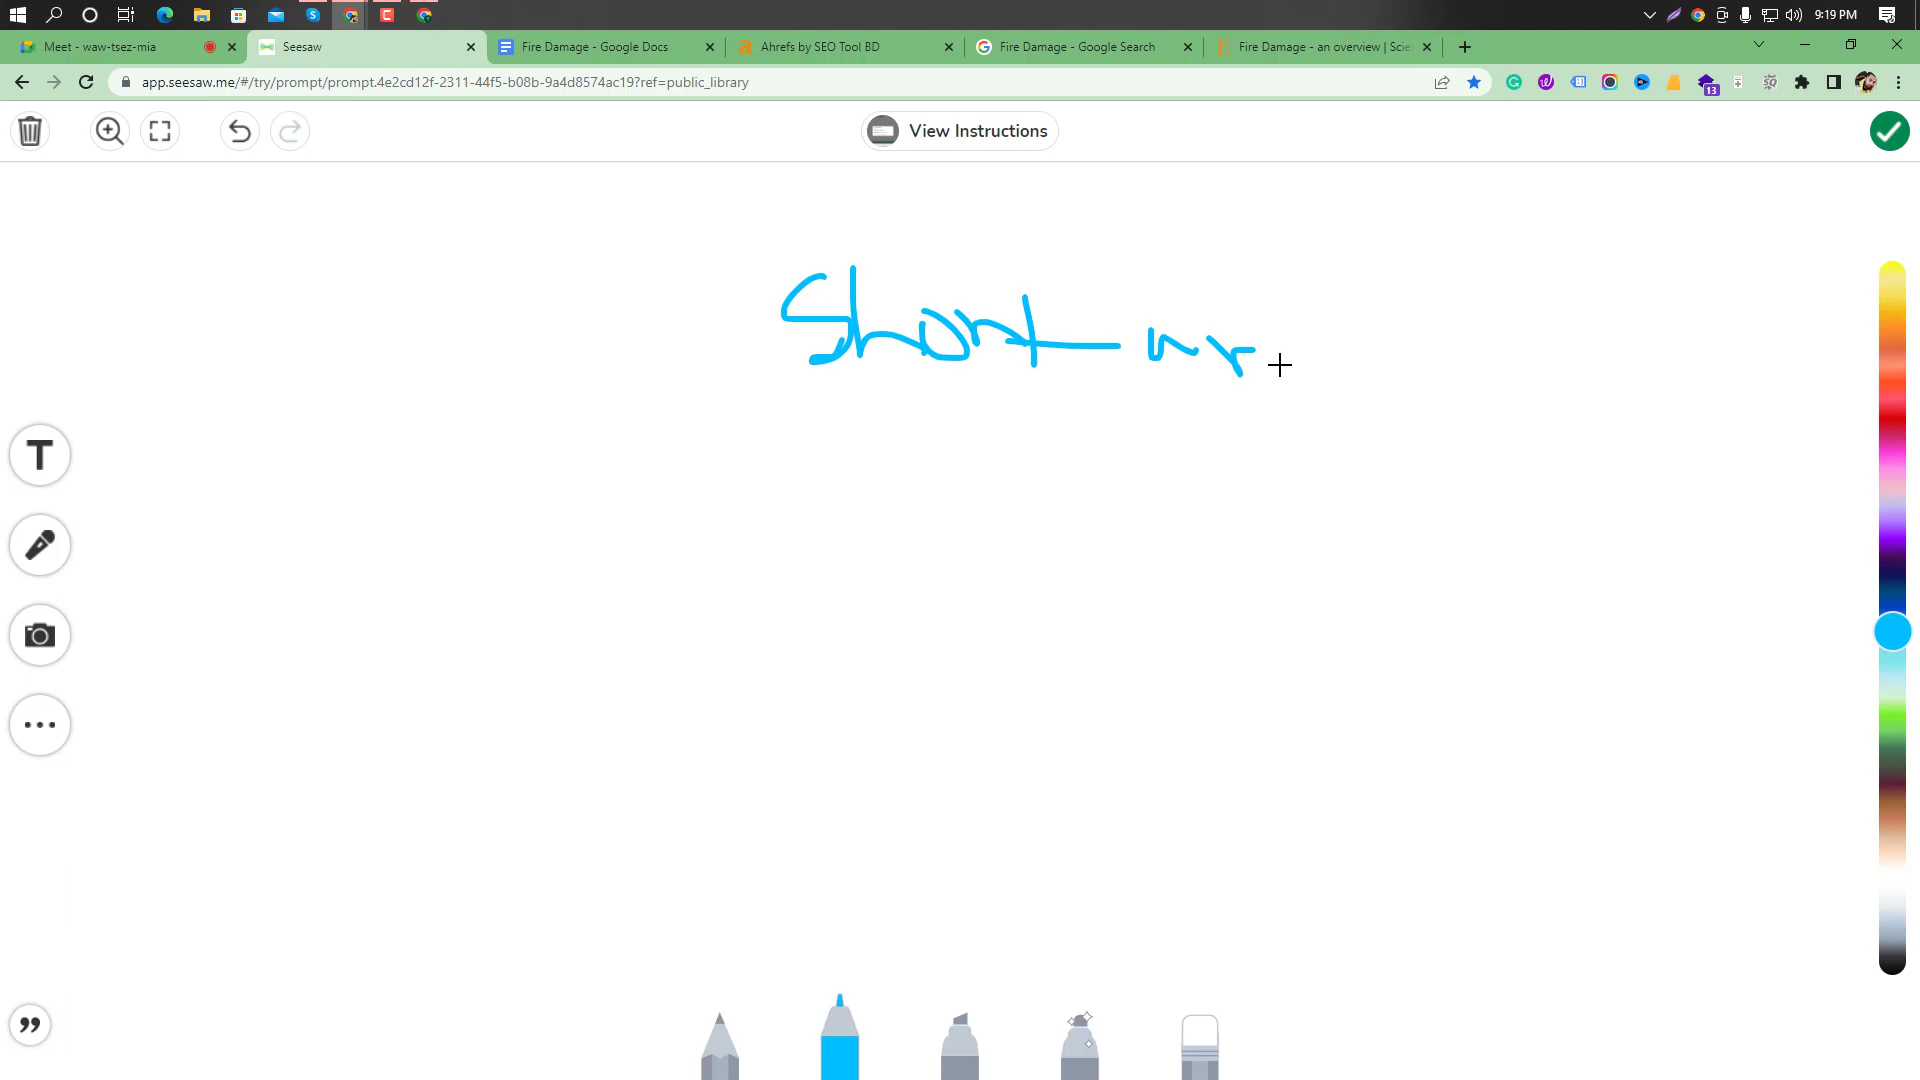 9:19 PM
Meet - waw-tsez-mia
Seesaw
Fire Damage - Google Docs
Ahrefs by SEO Tool BD
Fire Damage - Google Search
Fire Damage - an overview | Scie
app.seesaw.me/#/try/prompt/prompt.4e2cd12f-2311-44f5-b08b-9a4d8574ac19?ref=public_library
13
View Instructions
Short
T